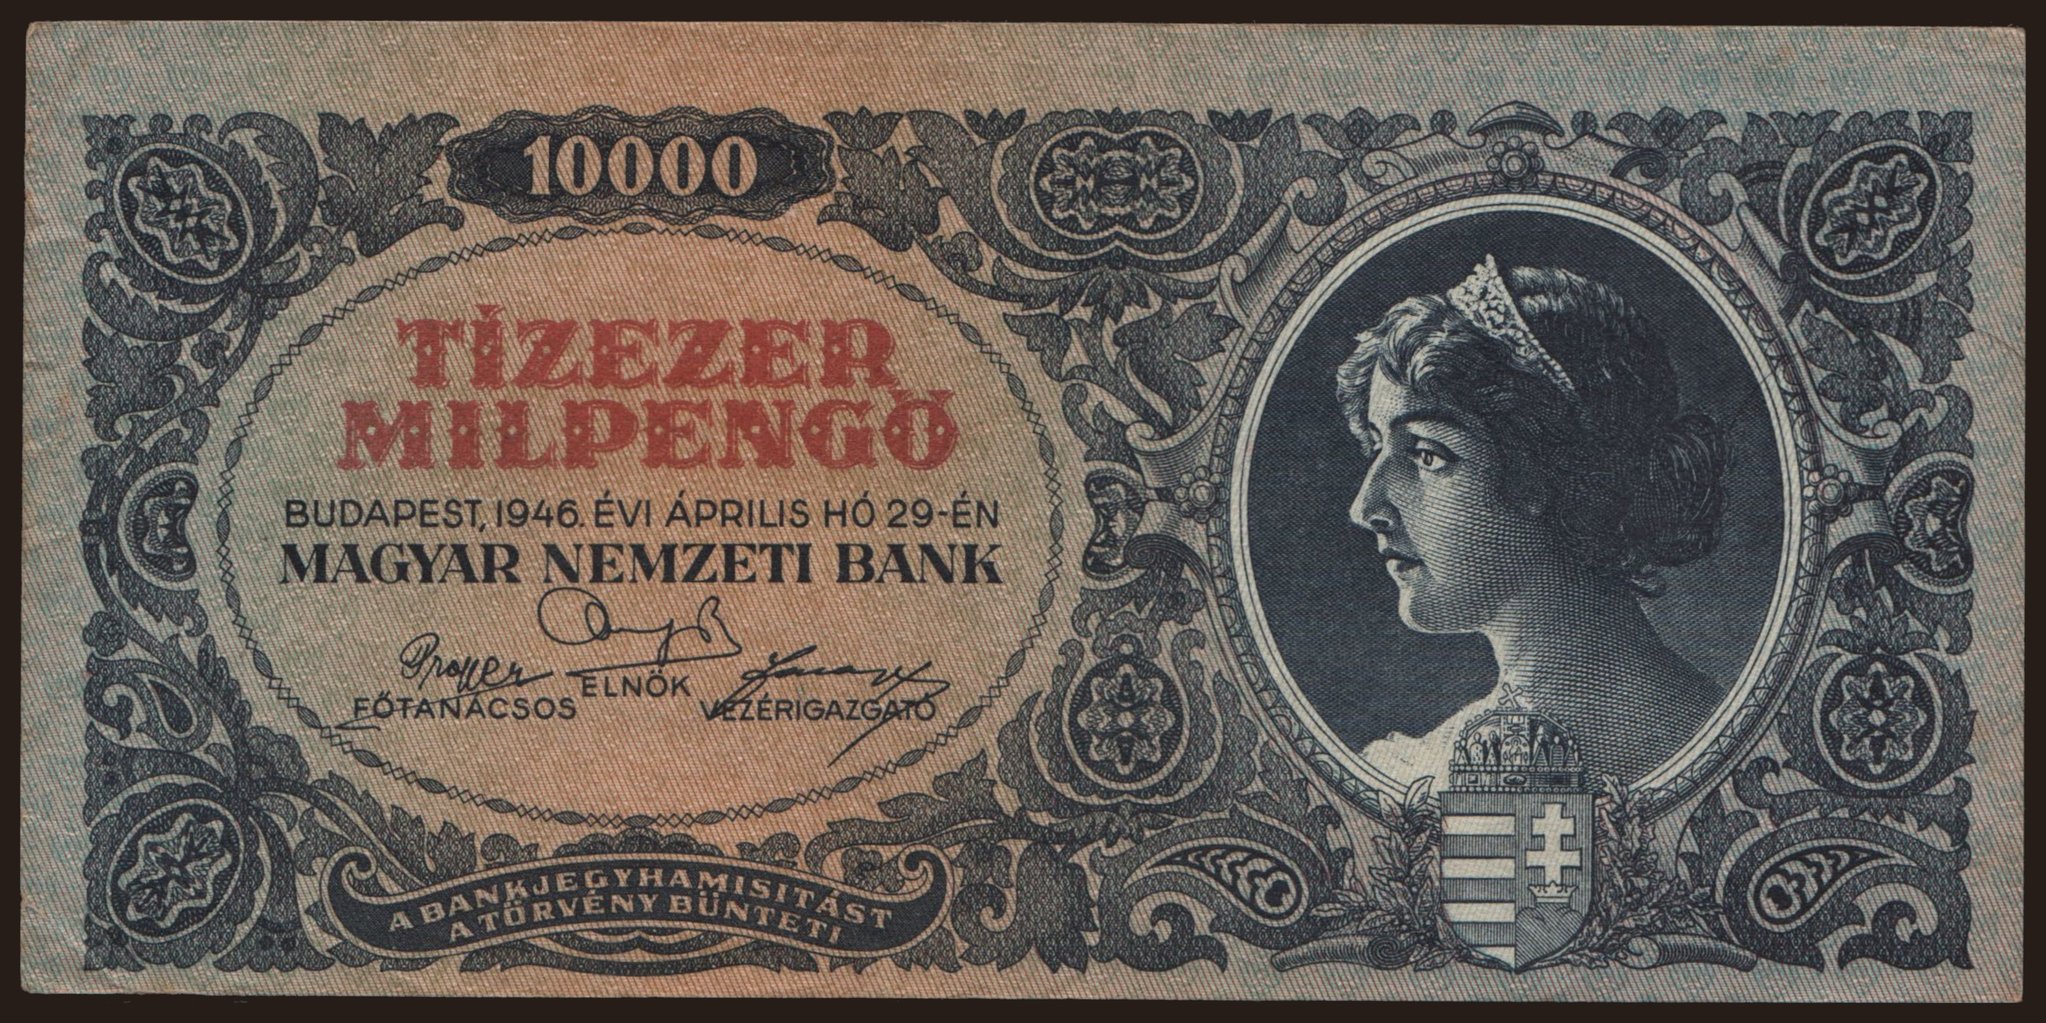 10000
TÍZEZER
MILPENGŐ
BUDAPEST, 1946. ÉVI ÁPRILIS HÓ 29-ÉN
MAGYAR NEMZETI BANK
FŐTANÁCSOS
ELNÖK
VEZÉRIGAZGATÓ
A BANKJEGYHAMISITÁST
A TÖRVÉNY BÜNTETI